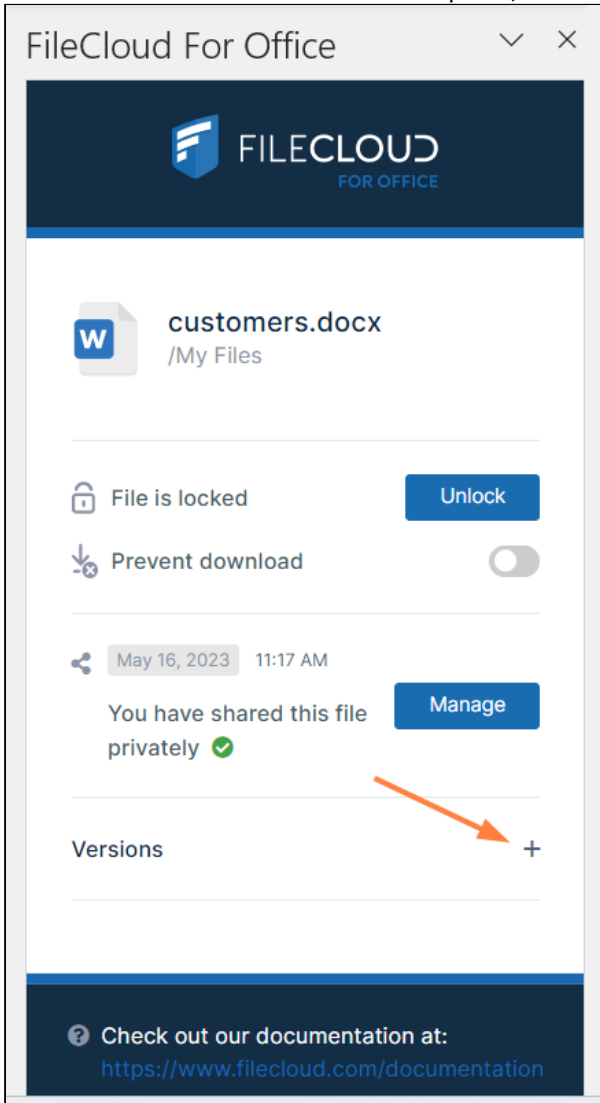 FileCloud For Office
FILECLOUD
FOR OFFICE
W
customers.docx
/My Files
File is locked
Unlock
Prevent download
May 16, 2023 11:17 AM
You have shared this file
privately
Manage
Versions
+
? Check out our documentation at:
https://www.filecloud.com/documentation